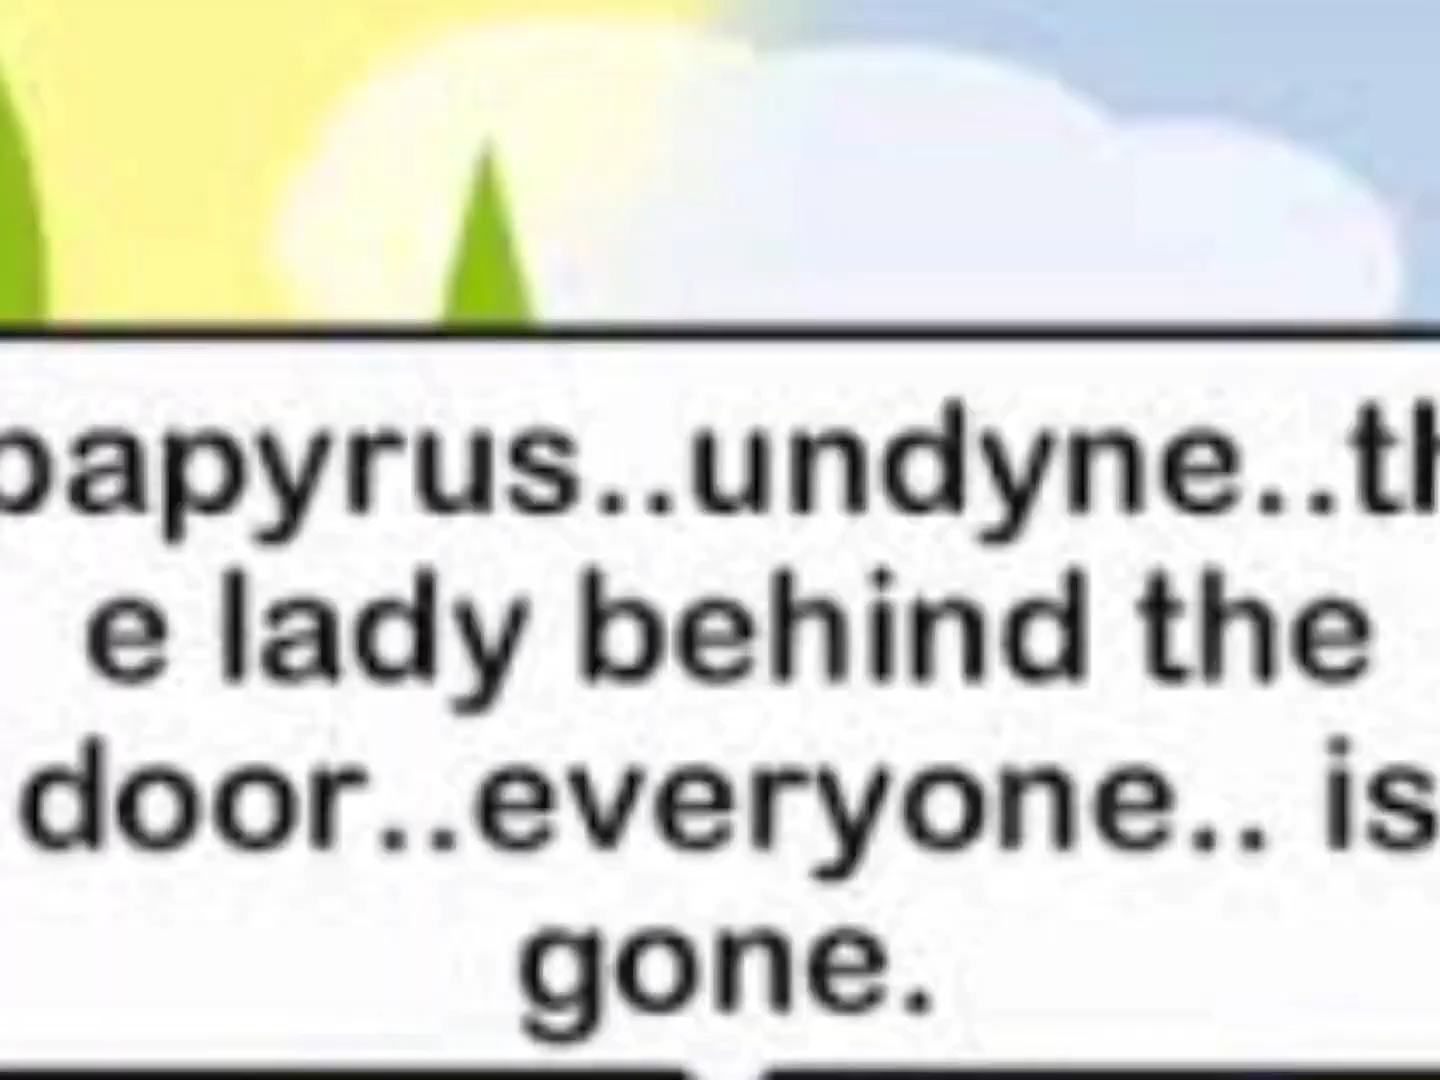 papyrus..undyne..th
e lady behind the
door..everyone.. is
gone.